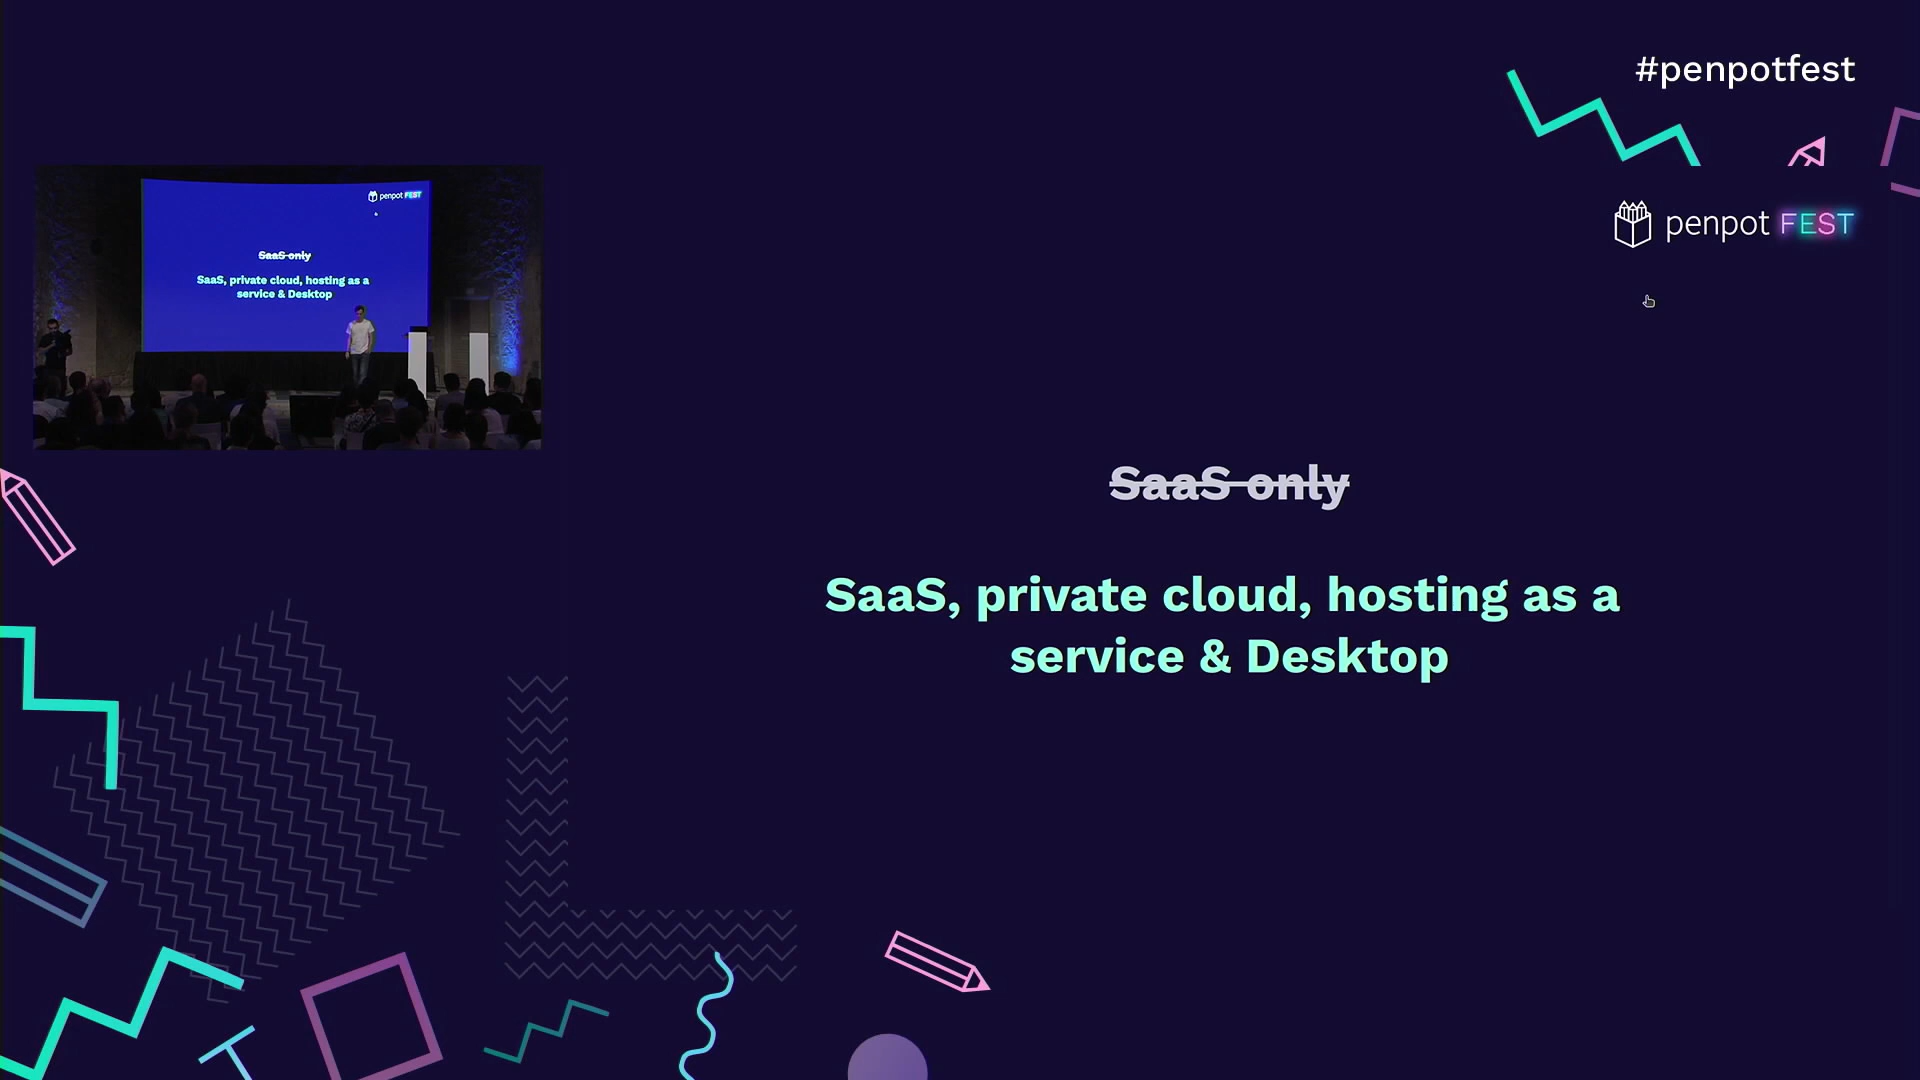 #penpotfest
penpot FEST
SaaS only
SaaS, private cloud, hosting as a
service & Desktop
penpot FEST
SaaS only
SaaS, private cloud, hosting as a
service & Desktop